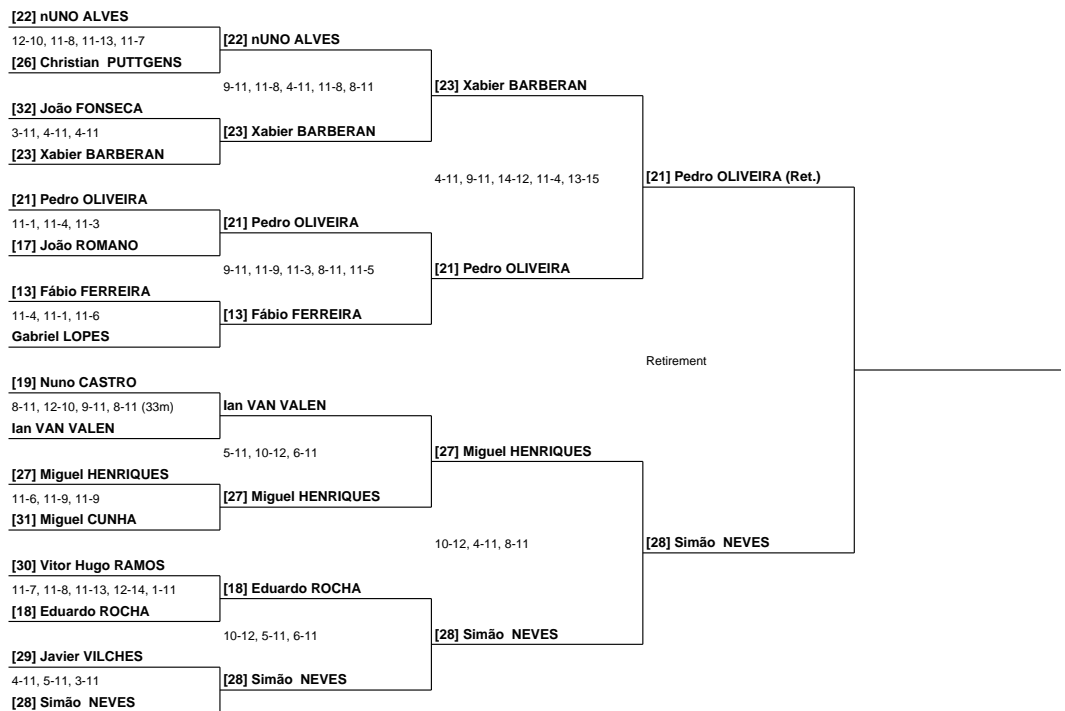 [22] nUNO ALVES
12-10, 11-8, 11-13, 11-7
[22] nUNO ALVES
[26] Christian  PUTTGENS
9-11, 11-8, 4-11, 11-8, 8-11
[23] Xabier BARBERAN
[32] João FONSECA
3-11, 4-11, 4-11
[23] Xabier BARBERAN
[23] Xabier BARBERAN
4-11, 9-11, 14-12, 11-4, 13-15
[21] Pedro OLIVEIRA (Ret.)
[21] Pedro OLIVEIRA
11-1, 11-4, 11-3
[21] Pedro OLIVEIRA
[17] João ROMANO
9-11, 11-9, 11-3, 8-11, 11-5
[21] Pedro OLIVEIRA
[13] Fábio FERREIRA
11-4, 11-1, 11-6
[13] Fábio FERREIRA
Gabriel LOPES
Retirement
[19] Nuno CASTRO
8-11, 12-10, 9-11, 8-11 (33m)
Ian VAN VALEN
Ian VAN VALEN
5-11, 10-12, 6-11
[27] Miguel HENRIQUES
[27] Miguel HENRIQUES
11-6, 11-9, 11-9
[27] Miguel HENRIQUES
[31] Miguel CUNHA
10-12, 4-11, 8-11
[28] Simão  NEVES
[30] Vitor Hugo RAMOS
11-7, 11-8, 11-13, 12-14, 1-11
[18] Eduardo ROCHA
[18] Eduardo ROCHA
10-12, 5-11, 6-11
[28] Simão  NEVES
[29] Javier VILCHES
4-11, 5-11, 3-11
[28] Simão  NEVES
[28] Simão  NEVES